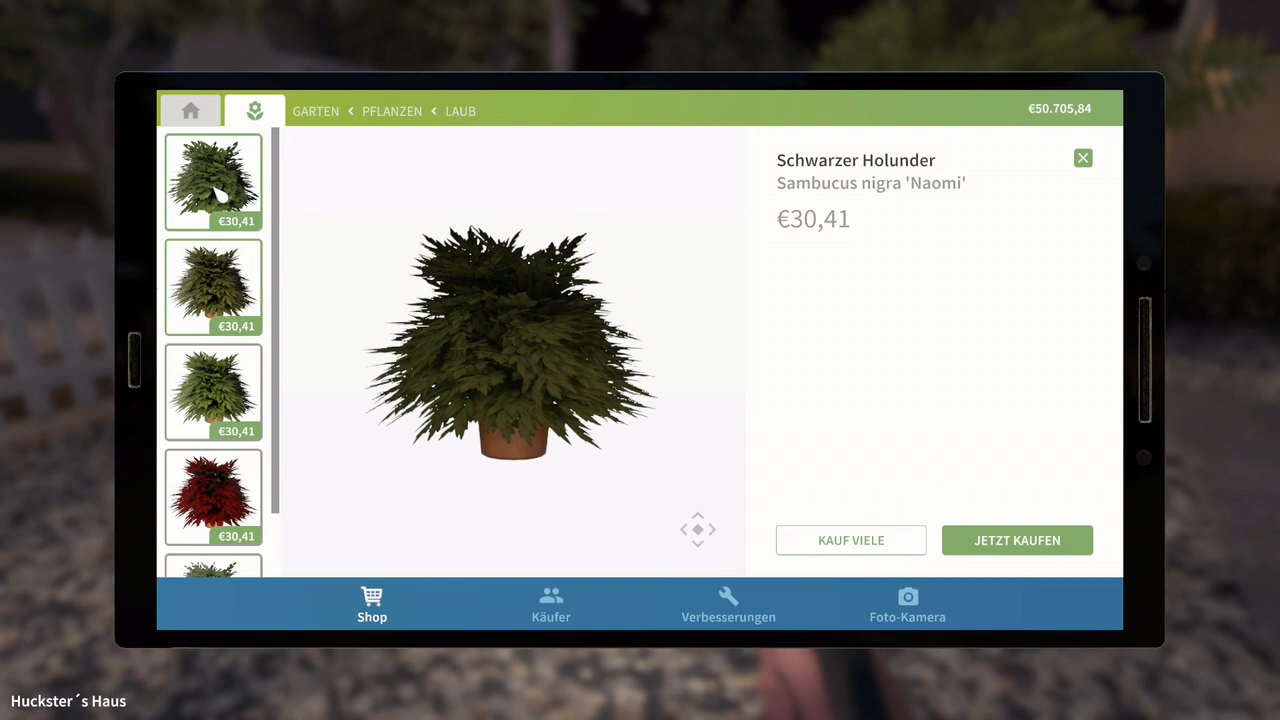 GARTEN < PFLANZEN < LAUB
€50.705,84
€30,41
€30,41
€30,41
€30,41
Schwarzer Holunder
Sambucus nigra 'Naomi'
€30,41
KAUF VIELE
JETZT KAUFEN
Shop
Käufer
Verbesserungen
Foto-Kamera
Huckster´s Haus